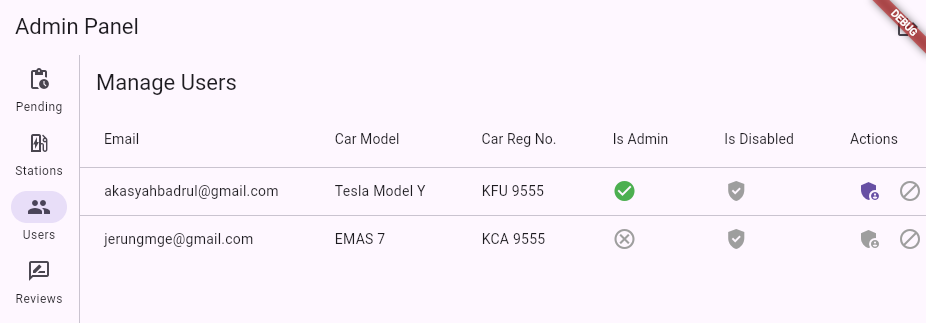 Admin Panel
DEBUG
Pending
Stations
Users
Reviews
Manage Users
Email Car Model Car Reg No. Is Admin Is Disabled Actions
akasyahbadrul@gmail.com Tesla Model Y KFU 9555
jerungmge@gmail.com EMAS 7 KCA 9555